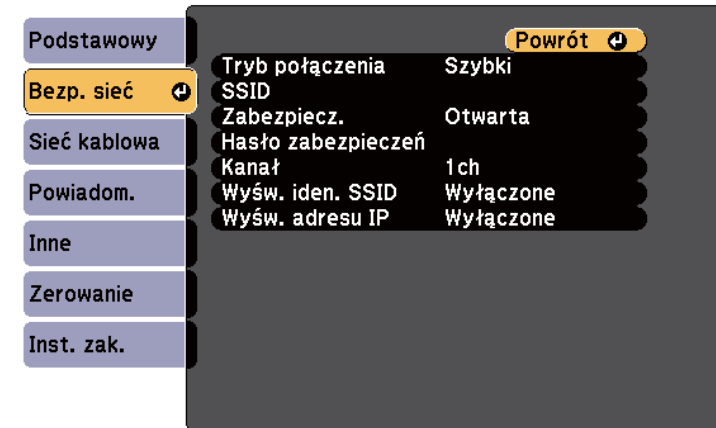 Podstawowy
Bezp. sieć
Sieć kablowa
Powiadom.
Inne
Zerowanie
Inst. zak.
Powrót
Tryb połączenia Szybki
SSID
Zabezpiecz. Otwarta
Hasło zabezpieczeń
Kanał 1ch
Wyśw. iden. SSID Wyłączone
Wyśw. adresu IP Wyłączone